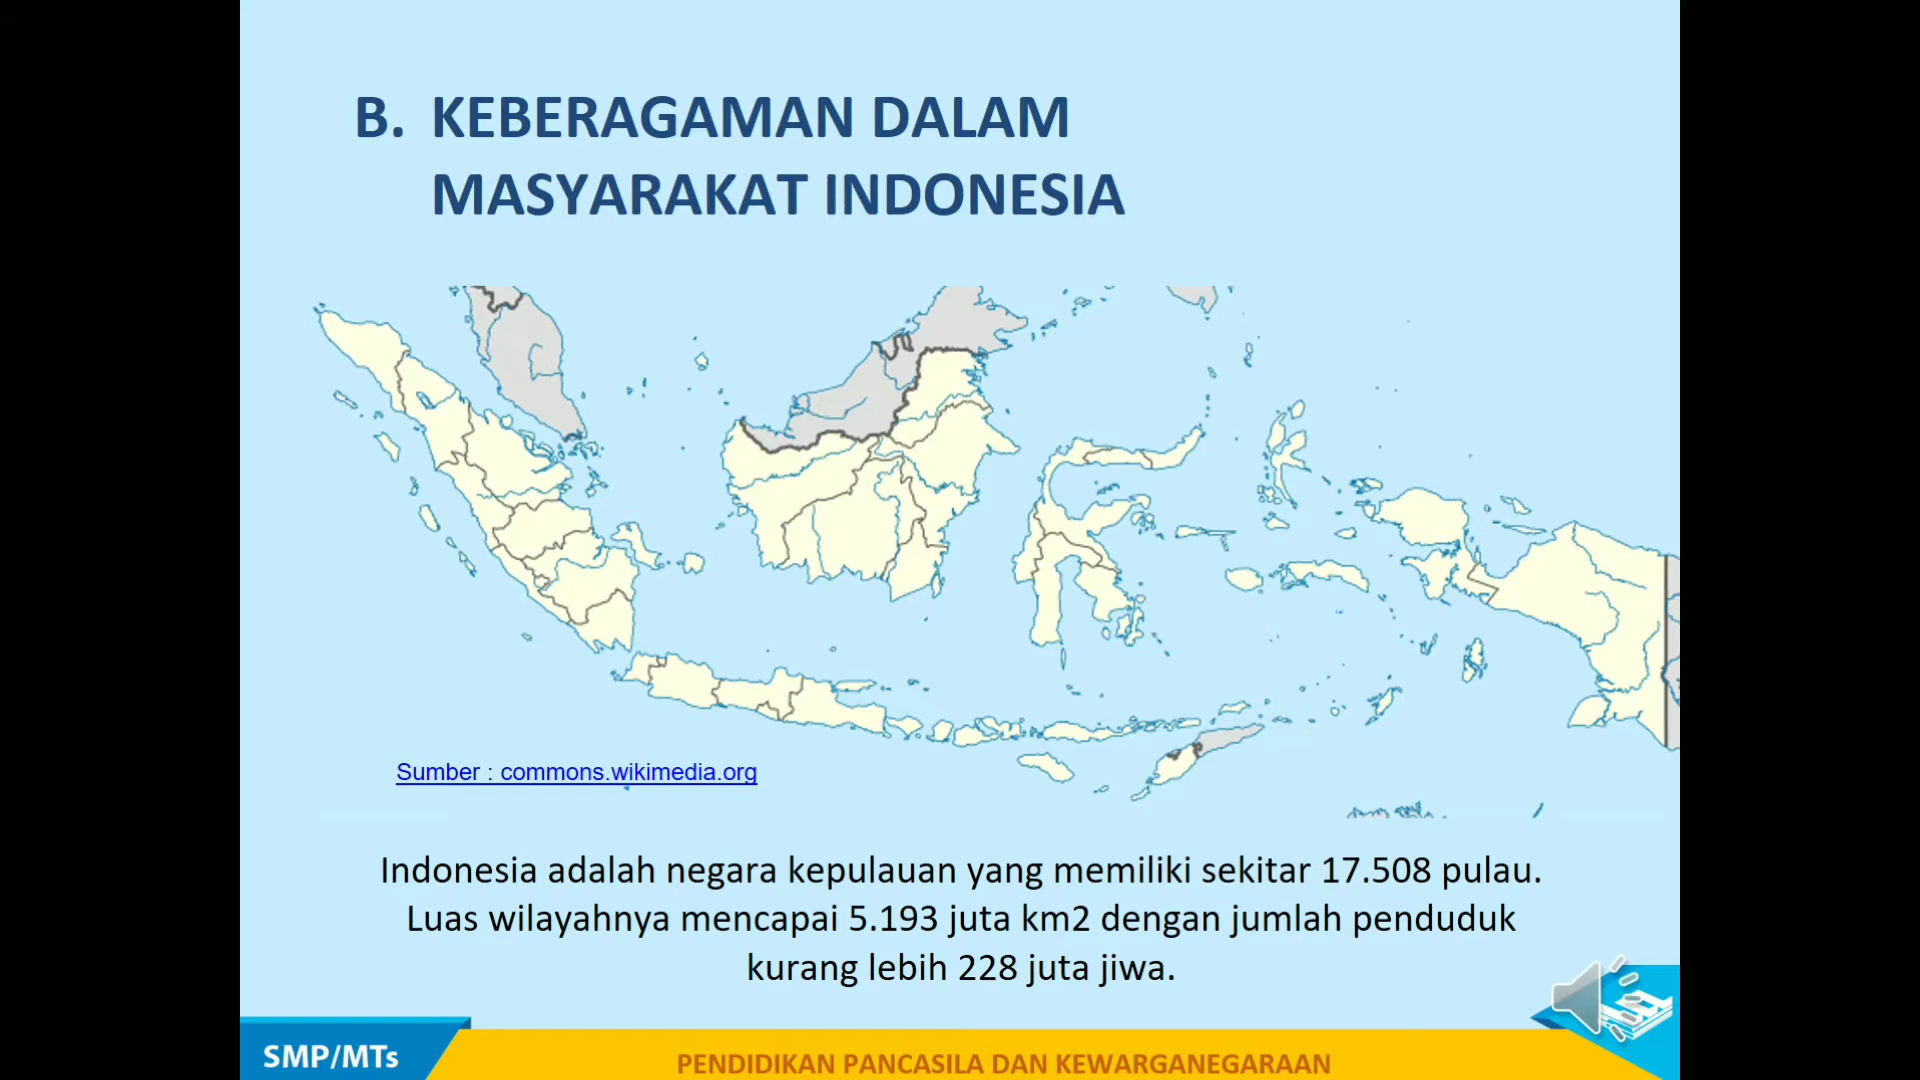 B. KEBERAGAMAN DALAM
MASYARAKAT INDONESIA
Sumber : commons.wikimedia.org
Indonesia adalah negara kepulauan yang memiliki sekitar 17.508 pulau.
Luas wilayahnya mencapai 5.193 juta km2 dengan jumlah penduduk
kurang lebih 228 juta jiwa.
SMP/MTs
PENDIDIKAN PANCASILA DAN KEWARGANEGARAAN